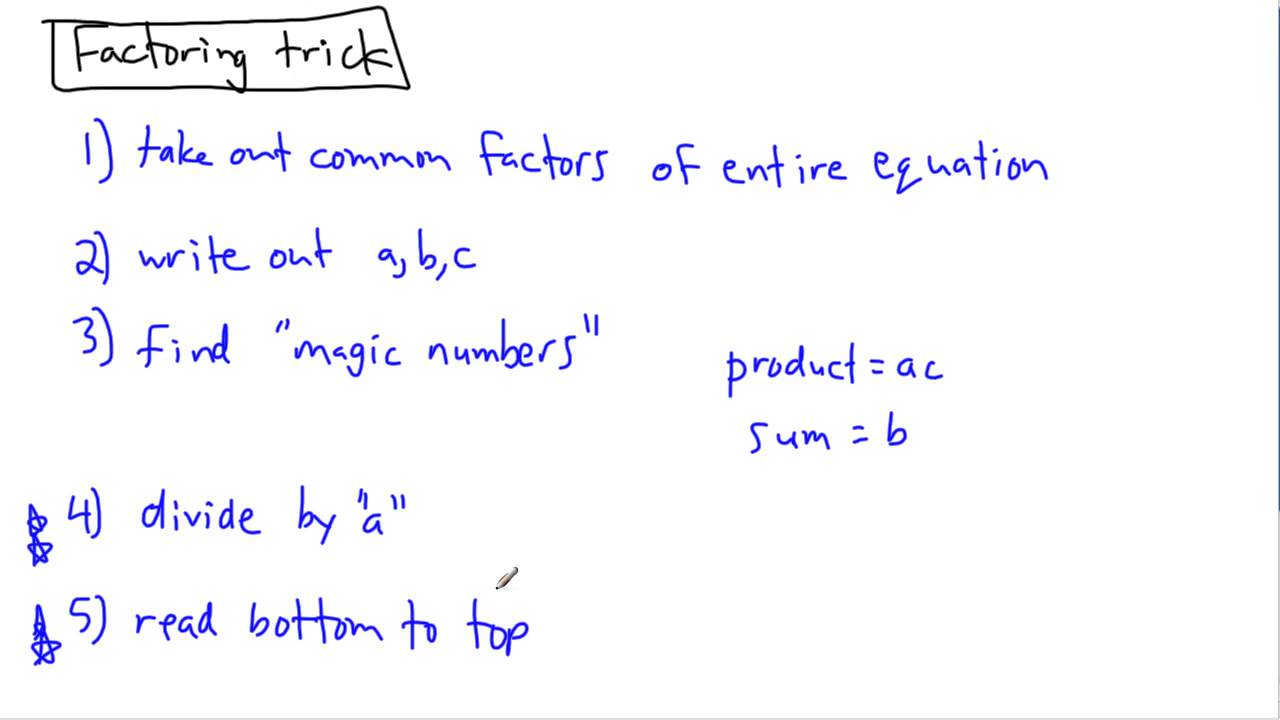 Factoring trick
1) take out common factors of entire equation
2) write out a, b, c
3) find "magic numbers"
product = ac
sum = b
4) divide by "a"
5) read bottom to top